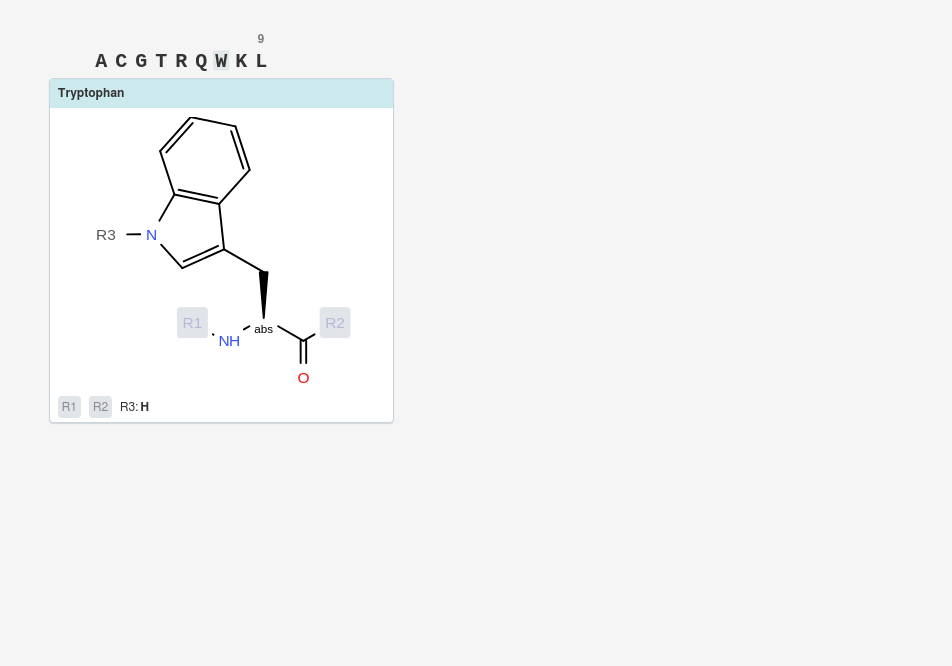 9
A C G T R Q W K L
Tryptophan
R3 N
R1 NH abs R2
O
R1 R2 R3: H